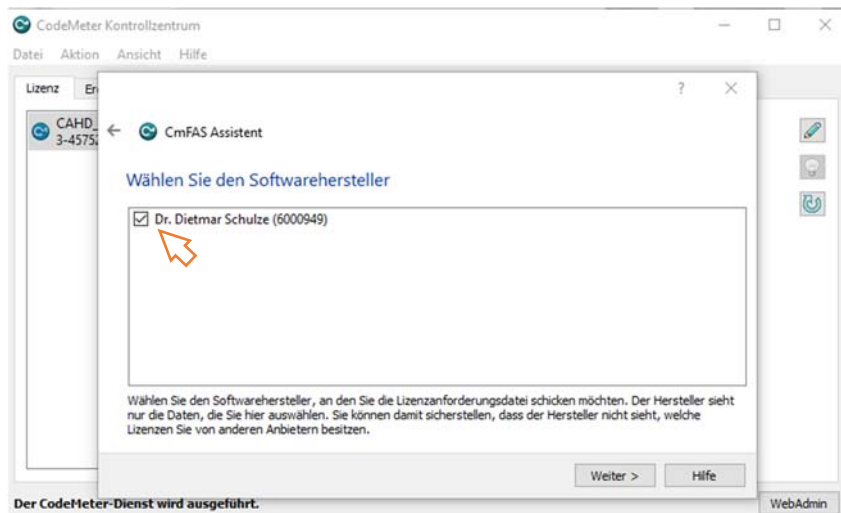 CodeMeter Kontrollzentrum
Datei Aktion Ansicht Hilfe
Lizenz Er
CAHD_
3-45752
CmFAS Assistent
Wählen Sie den Softwarehersteller
Dr. Dietmar Schulze (6000949)
Wählen Sie den Softwarehersteller, an den Sie die Lizenzanforderungsdatei schicken möchten. Der Hersteller sieht
nur die Daten, die Sie hier auswählen. Sie können damit sicherstellen, dass der Hersteller nicht sieht, welche
Lizenzen Sie von anderen Anbietern besitzen.
Weiter > Hilfe
Der CodeMeter-Dienst wird ausgeführt. WebAdmin